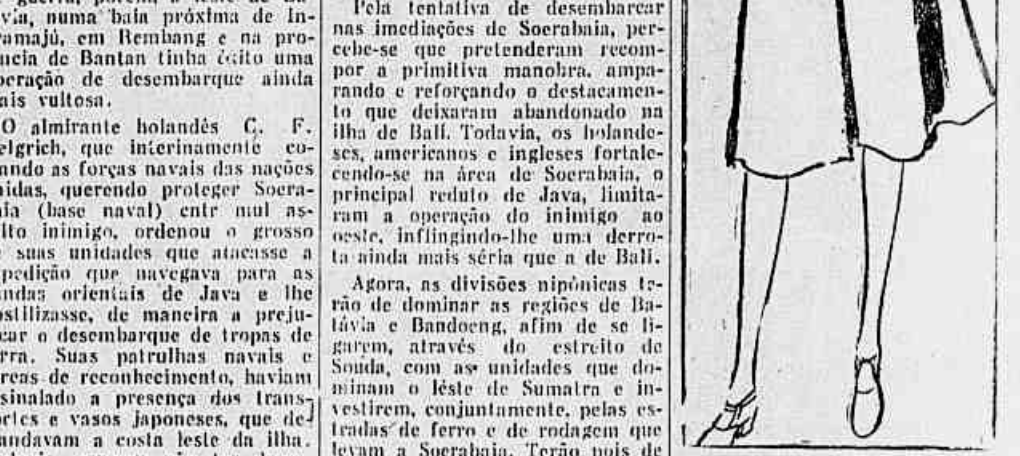 guerra, porém, a leste de
via, numa baía próxima de In-
ramajú, em Rembang e na pro-
íncia de Bantan tinha êxito uma
peração de desembarque ainda
ais vultosa.
O almirante holandês C. F.
elgrich, que interinamente co-
ando as forças navais das nações
nidas, querendo proteger Soera-
aia (base naval) entr mul as-
lto inimigo, ordenou o grosso
suas unidades que atacasse a
pedição que navegava para as
andas orientais de Java e lhe
ostilizasse, de maneira a preju-
car o desembarque de tropas de
rra. Suas patrulhas navais e
reas de reconhecimento, haviam
sinalado a presença dos trans-
ortes e vasos japoneses, que de-
andavam a costa leste da ilha.
Pela tentativa de desembarcar
nas imediações de Soerabaia, per-
cebe-se que pretenderam recom-
por a primitiva manobra, ampa-
rando e reforçando o destacamen-
to que deixaram abandonado na
ilha de Bali. Todavia, os holande-
ses, americanos e ingleses fortale-
cendo-se na área de Soerabaia, o
principal reduto de Java, limita-
ram a operação do inimigo ao
oeste, inflingindo-lhe uma derro-
ta ainda mais séria que a de Bali.
Agora, as divisões nipônicas te-
rão de dominar as regiões de Ba-
távia e Bandoeng, afim de se li-
garem, através do estreito de
Souda, com as unidades que do-
minam o léste de Sumatra e in-
vestirem, conjuntamente, pelas es-
tradas de ferro e de rodagem que
levam a Soerabaia. Terão pois de